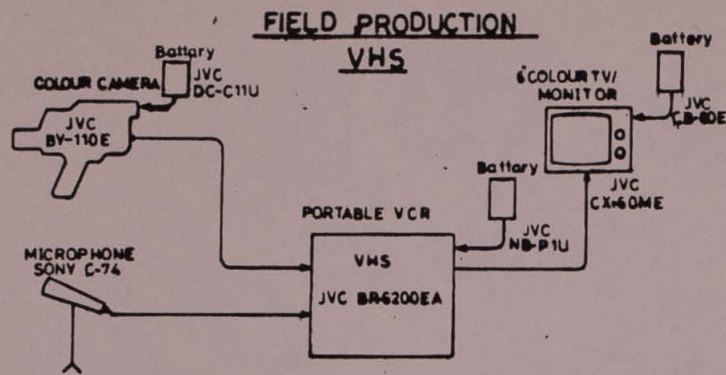 FIELD PRODUCTION
VHS
Battary
JVC
DC-C11U
COLOUR CAMERA
JVC
BY-110E
Battery
6"COLOUR TV/
MONITOR
JVC
CB-60E
JVC
CX-60ME
Battery
JVC
NB-P1U
PORTABLE VCR
VHS
JVC BR-6200EA
MICROPHONE
SONY C-74